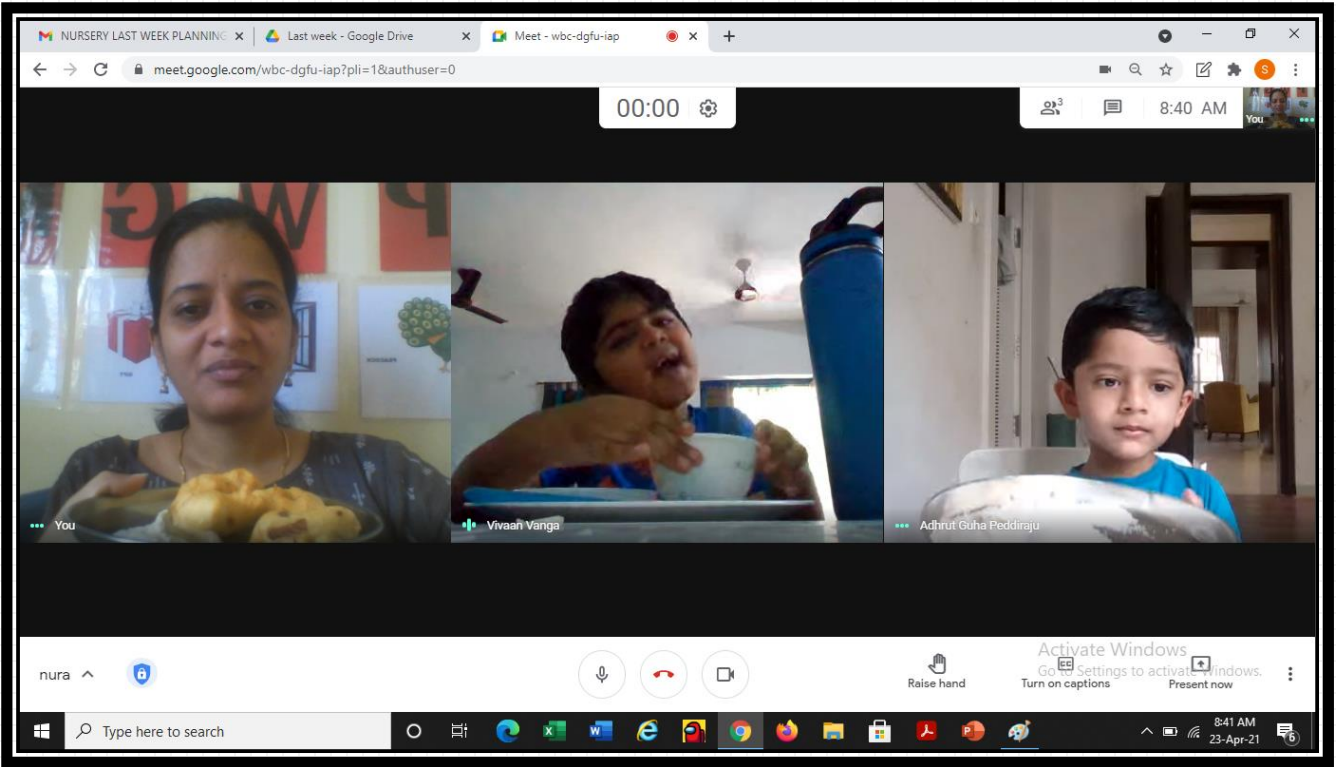 NURSERY LAST WEEK PLANNING
Last week - Google Drive
Meet - wbc-dgfu-iap
meet.google.com/wbc-dgfu-iap?pli=1&authuser=0
S
00:00
3
8:40 AM
You
P W G
PEACOCK
You
Vivaan Vanga
Adhrut Guha Peddiraju
Activate Windows
Go to Settings to activate Windows.
nura
Raise hand
CC
Turn on captions
Present now
Type here to search
8:41 AM
23-Apr-21
6